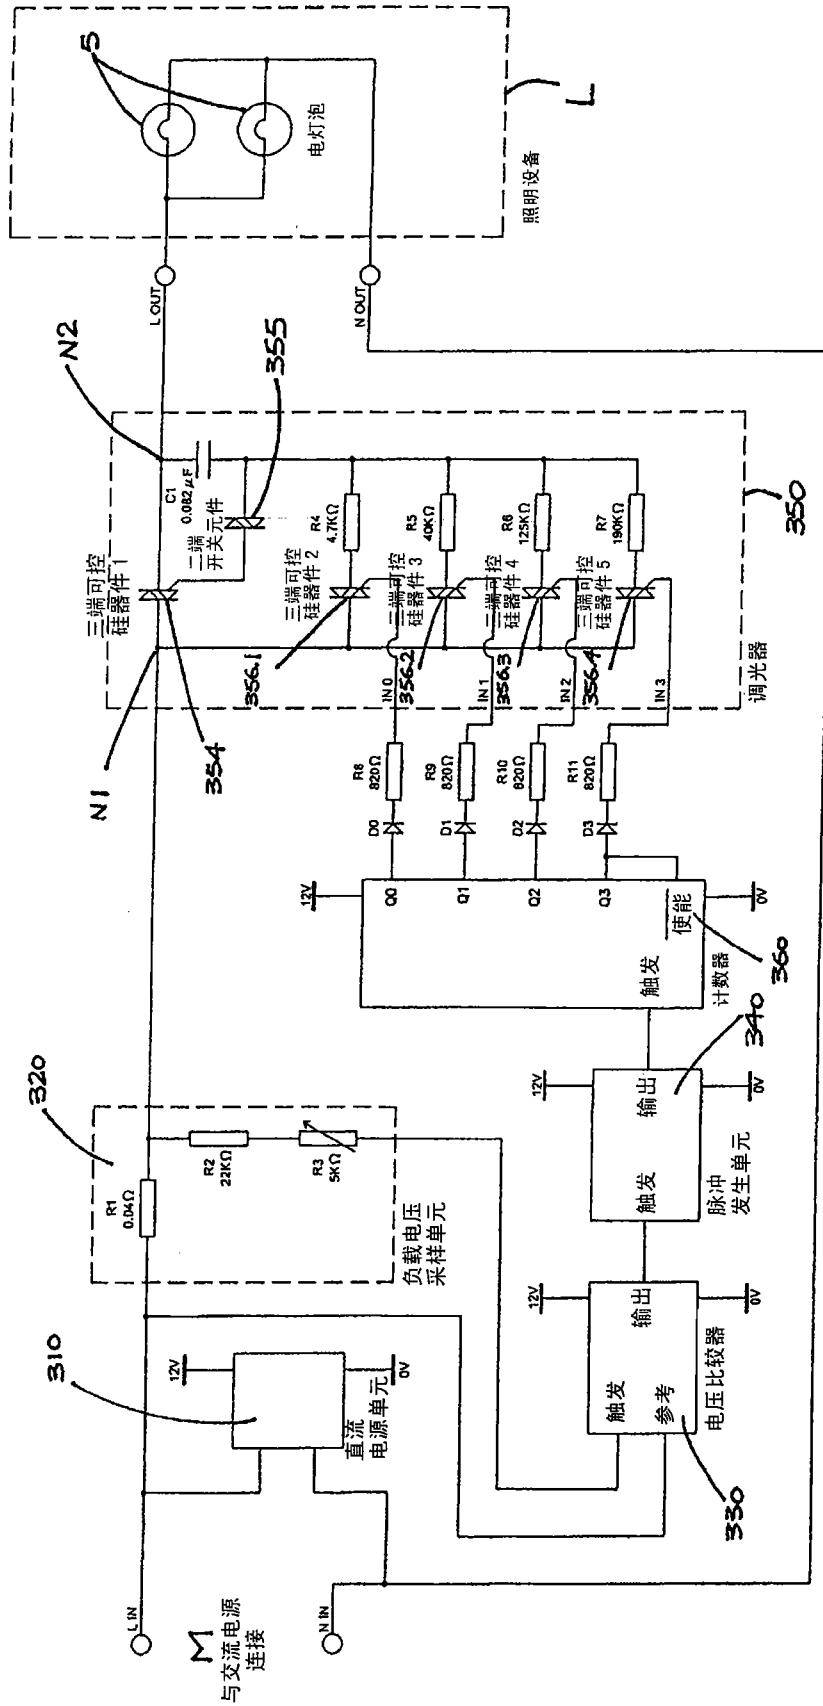 L IN
M
与交流电源
连接
N IN
310
12V
0V
直流
电源单元
320
R1
0.04Ω
R2
22KΩ
R3
5KΩ
负载电压
采样单元
12V
触发
参考
输出
0V
电压比较器
330
12V
触发
输出
0V
脉冲
发生单元
340
12V
Q0
Q1
Q2
Q3
触发
使能
0V
计数器
360
D0
R8
820Ω
D1
R9
820Ω
D2
R10
820Ω
D3
R11
820Ω
N1
354
三端可控
硅器件1
N2
C1
0.082μF
二端
开关元件
355
356.1
三端可控
硅器件2
R4
4.7KΩ
IN 0
356.2
三端可控
硅器件3
R5
40KΩ
IN 1
356.3
三端可控
硅器件4
R6
125KΩ
IN 2
356.4
三端可控
硅器件5
R7
190KΩ
IN 3
调光器
350
L OUT
N OUT
5
电灯泡
照明设备
L